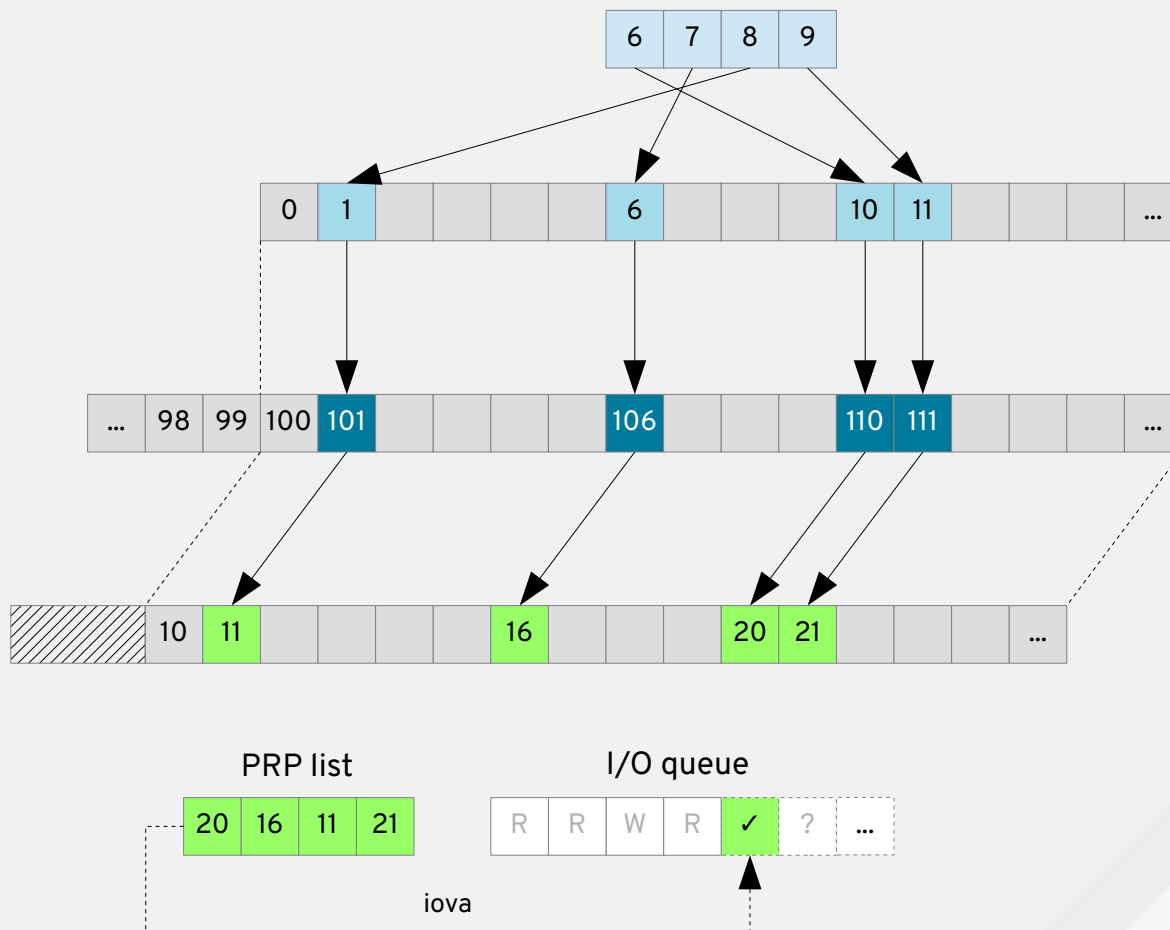 6 7 8 9
0 1 6 10 11 ...
... 98 99 100 101 106 110 111 ...
10 11 16 20 21 ...
PRP list I/O queue
20 16 11 21 R R W R ✓ ? ...
iova